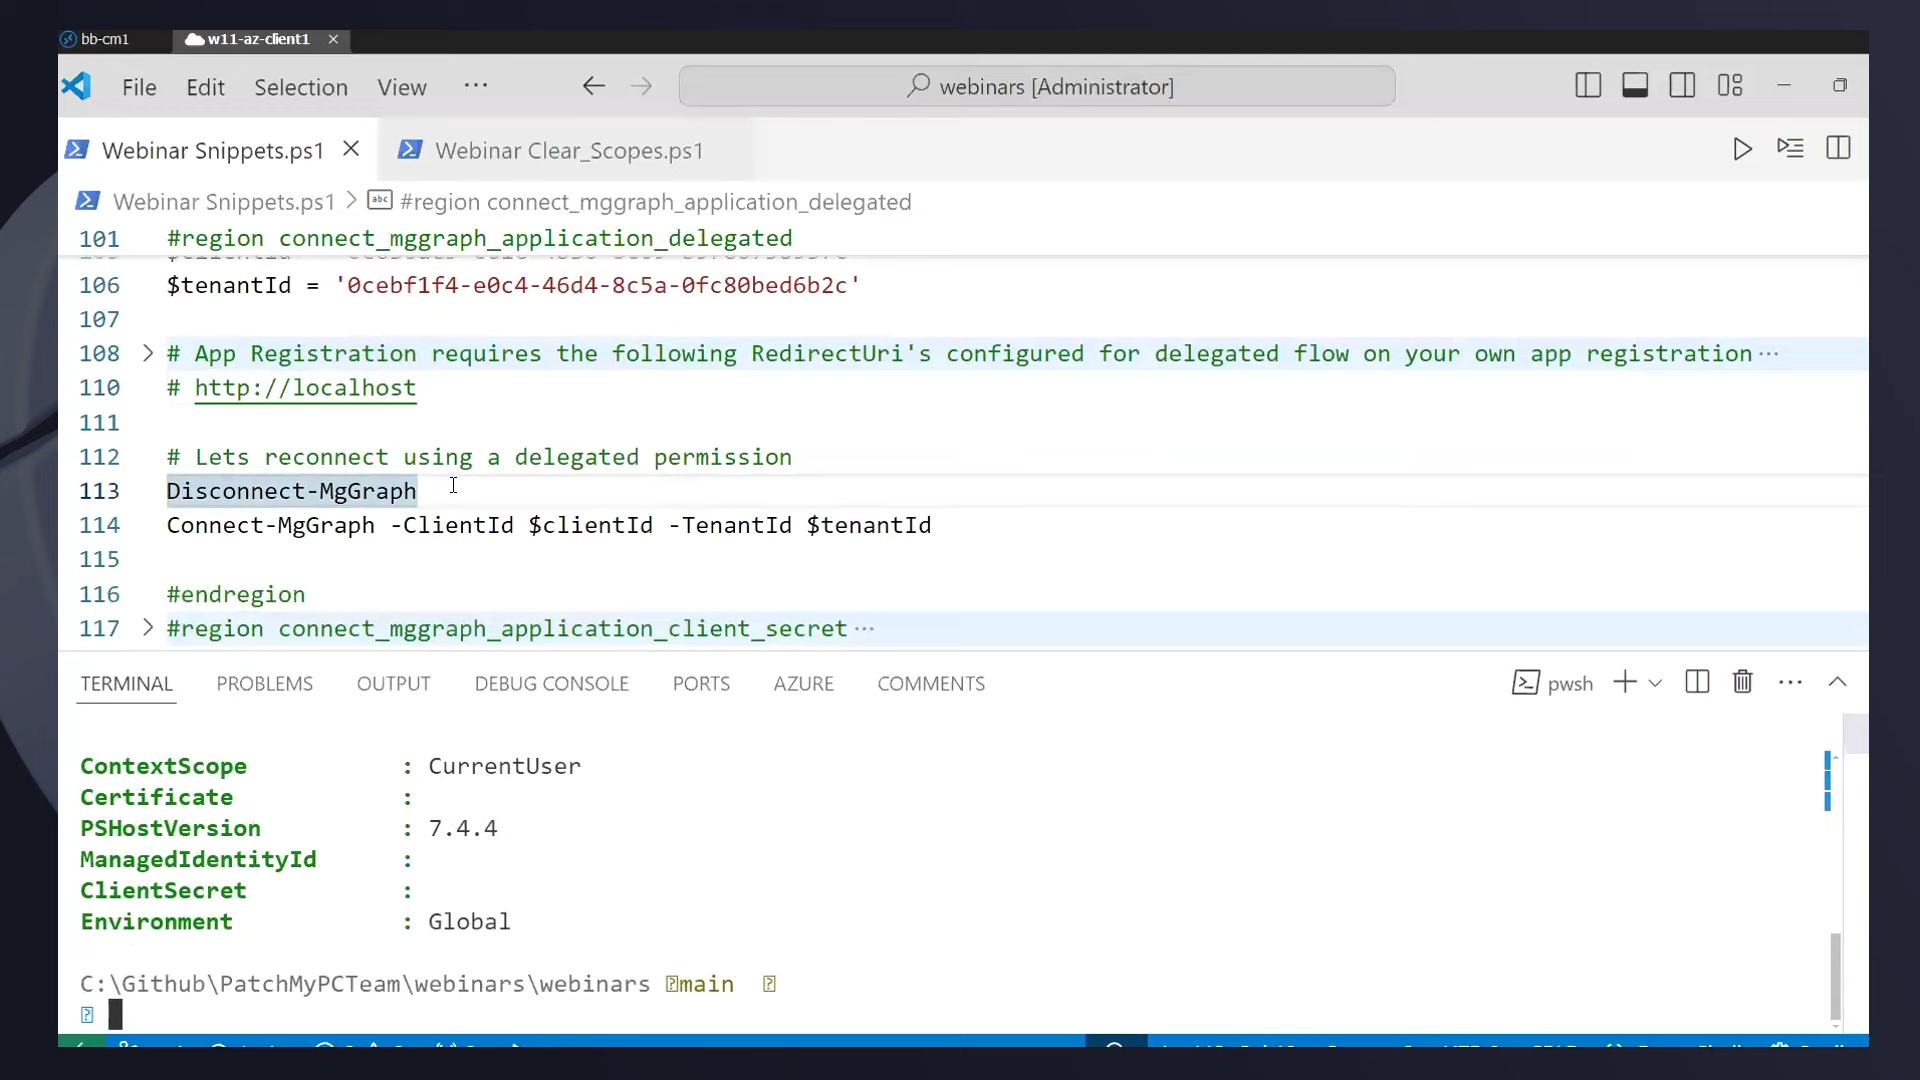 bb-cm1
w11-az-client1
File Edit Selection View ···
webinars [Administrator]
Webinar Snippets.ps1
Webinar Clear_Scopes.ps1
Webinar Snippets.ps1 > #region connect_mggraph_application_delegated
101 #region connect_mggraph_application_delegated
106 $tenantId = '0cebf1f4-e0c4-46d4-8c5a-0fc80bed6b2c'
107
108 # App Registration requires the following RedirectUri's configured for delegated flow on your own app registration···
110 # http://localhost
111
112 # Lets reconnect using a delegated permission
113 Disconnect-MgGraph
114 Connect-MgGraph -ClientId $clientId -TenantId $tenantId
115
116 #endregion
117 #region connect_mggraph_application_client_secret···
TERMINAL PROBLEMS OUTPUT DEBUG CONSOLE PORTS AZURE COMMENTS
pwsh
ContextScope : CurrentUser
Certificate :
PSHostVersion : 7.4.4
ManagedIdentityId :
ClientSecret :
Environment : Global
C:\Github\PatchMyPCTeam\webinars\webinars main